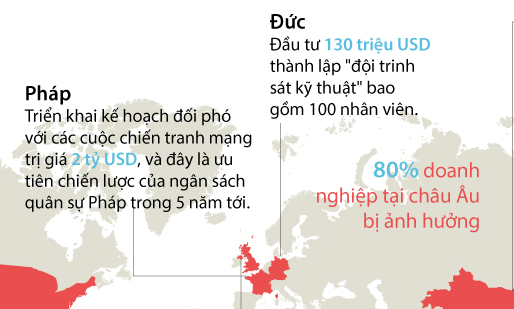 Đức
Đầu tư 130 triệu USD
thành lập "đội trinh
sát kỹ thuật" bao
gồm 100 nhân viên.
Pháp
Triển khai kế hoạch đối phó
với các cuộc chiến tranh mạng
trị giá 2 tỷ USD, và đây là ưu
tiên chiến lược của ngân sách
quân sự Pháp trong 5 năm tới.
80% doanh
nghiệp tại châu Âu
bị ảnh hưởng